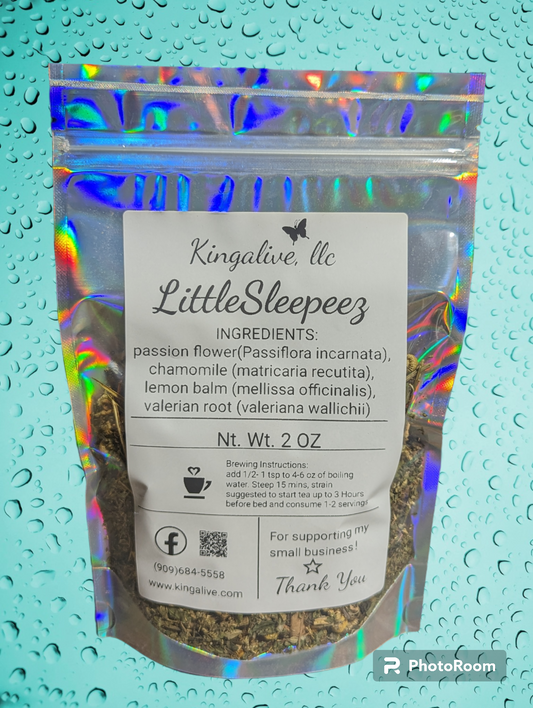 Kingalive, llc
LittleSleepeez
INGREDIENTS:
passion flower(Passiflora incarnata),
chamomile (matricaria recutita),
lemon balm (mellissa officinalis),
valerian root (valeriana wallichii)
Nt. Wt. 2 OZ
Brewing Instructions:
add 1/2- 1 tsp to 4-6 oz of boiling
water. Steep 15 mins, strain
suggested to start tea up to 3 Hours
before bed and consume 1-2 servings
f
(909)684-5558
www.kingalive.com
For supporting my
small business!
Thank You
PhotoRoom